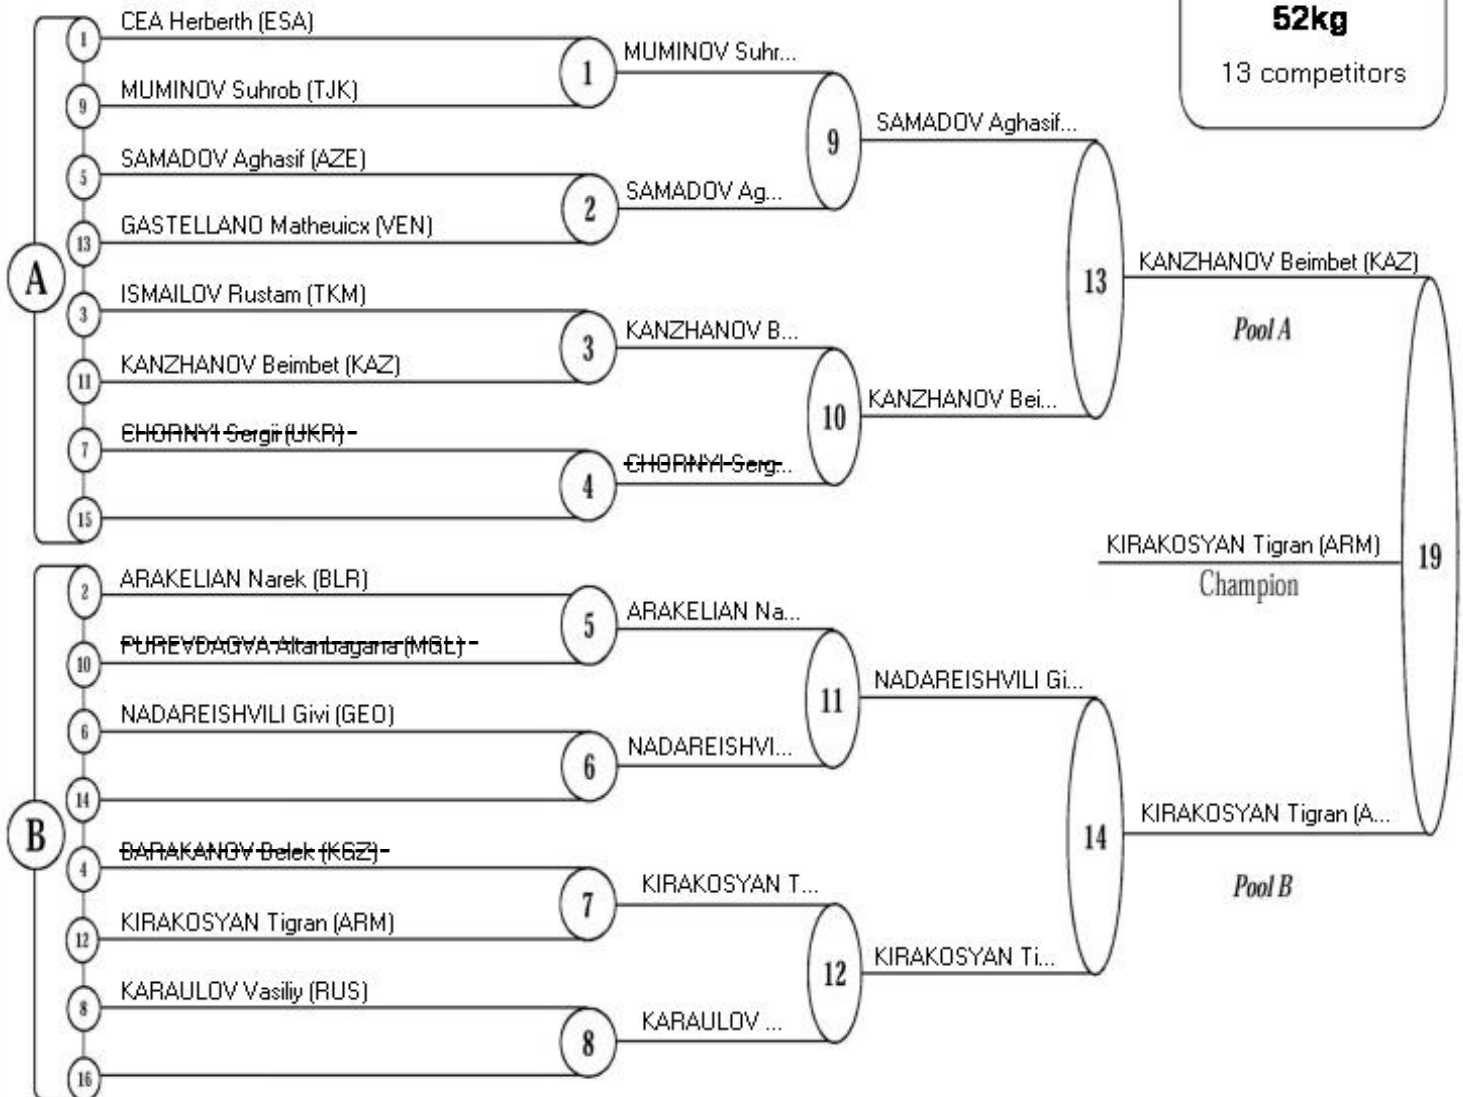 52kg
13 competitors
A
1 CEA Herberth (ESA)
9 MUMINOV Suhrob (TJK)
5 SAMADOV Aghasif (AZE)
13 GASTELLANO Matheuicx (VEN)
3 ISMAILOV Rustam (TKM)
11 KANZHANOV Beimbet (KAZ)
7 CHORNYI Sergii (UKR)
15
B
2 ARAKELIAN Narek (BLR)
10 PUREVDAGVA Altanbagana (MGL)
6 NADAREISHVILI Givi (GEO)
14
4 BARAKANOV Belek (KGZ)
12 KIRAKOSYAN Tigran (ARM)
8 KARAULOV Vasiliy (RUS)
16
1 MUMINOV Suhr...
2 SAMADOV Ag...
3 KANZHANOV B...
4 CHORNYI Serg...
5 ARAKELIAN Na...
6 NADAREISHVI...
7 KIRAKOSYAN T...
8 KARAULOV ...
9 SAMADOV Aghasif...
10 KANZHANOV Bei...
11 NADAREISHVILI Gi...
12 KIRAKOSYAN Ti...
13 KANZHANOV Beimbet (KAZ)
Pool A
14 KIRAKOSYAN Tigran (A...
Pool B
19
KIRAKOSYAN Tigran (ARM)
Champion